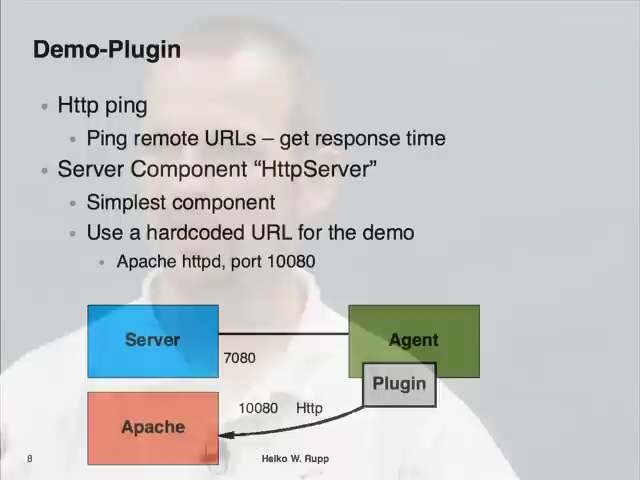 Demo-Plugin
• Http ping
• Ping remote URLs – get response time
• Server Component “HttpServer”
• Simplest component
• Use a hardcoded URL for the demo
• Apache httpd, port 10080
Server
Agent
7080
Plugin
10080 Http
Apache
8
Heiko W. Rupp